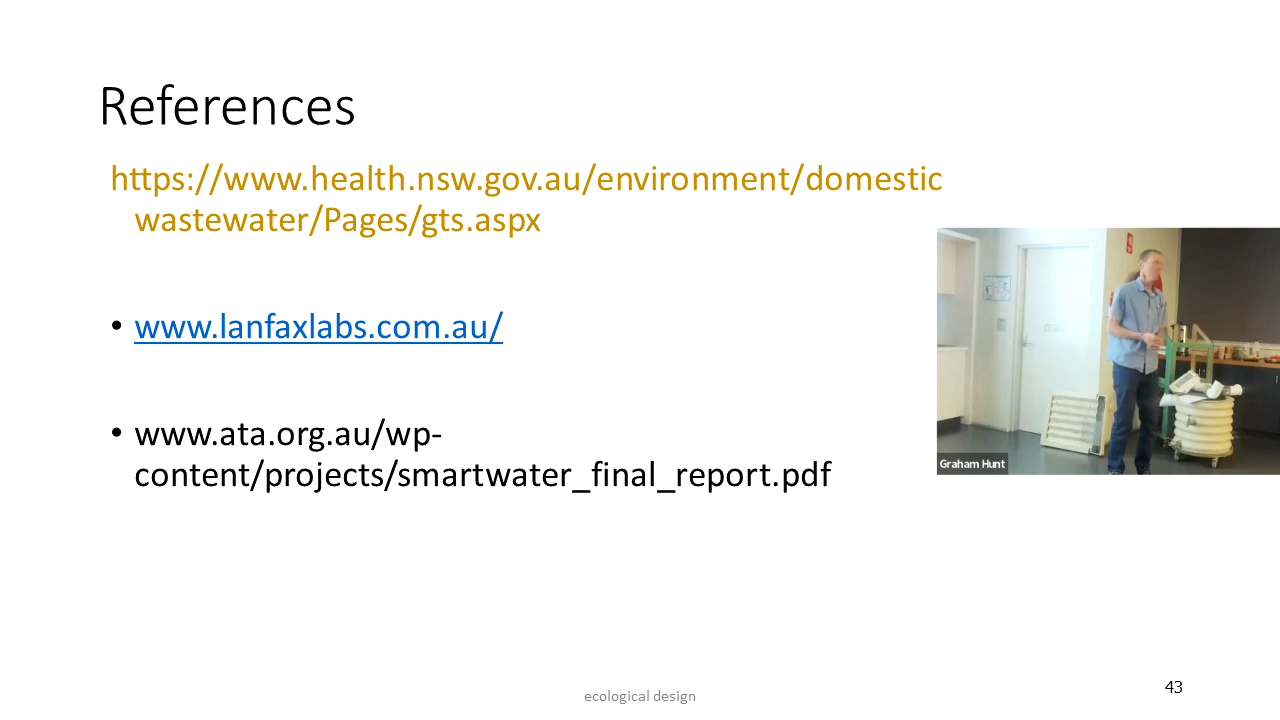 References
https://www.health.nsw.gov.au/environment/domestic
wastewater/Pages/gts.aspx
• www.lanfaxlabs.com.au/
• www.ata.org.au/wp-
content/projects/smartwater_final_report.pdf
Graham Hunt
ecological design
43